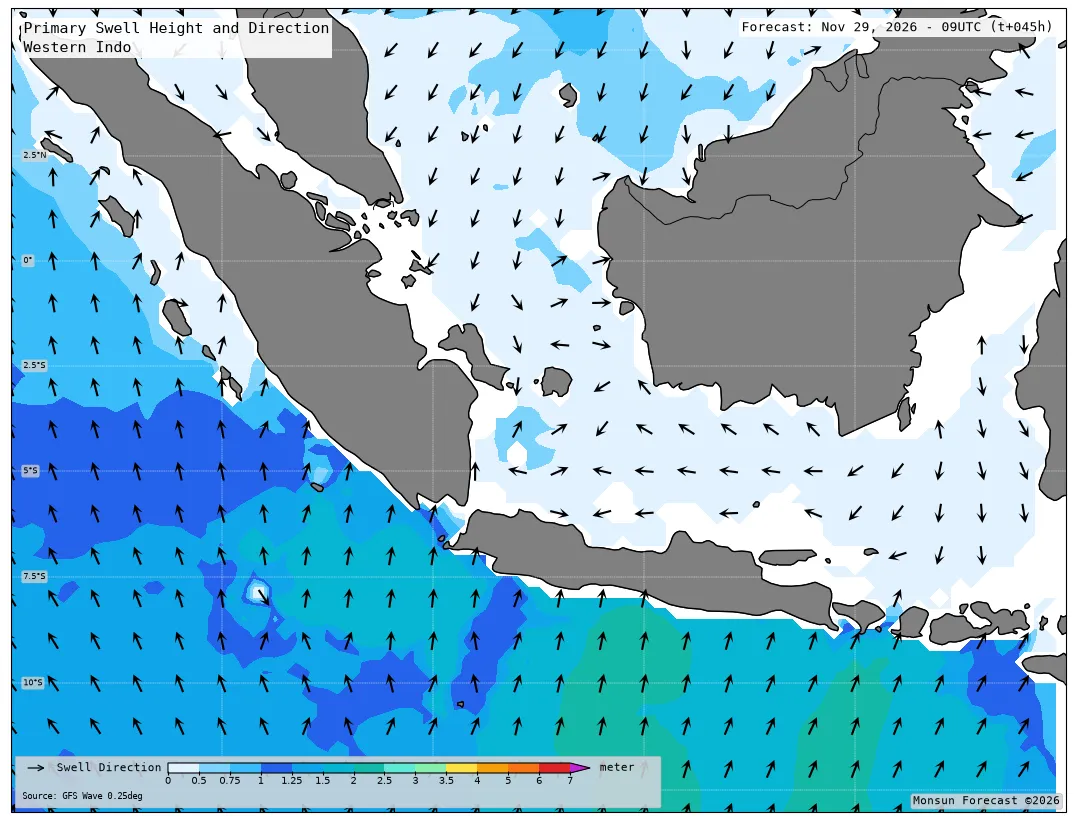 Primary Swell Height and Direction
Western Indo
Forecast: Nov 29, 2026 - 09UTC (t+045h)
2.5°N
0°
2.5°S
5°S
7.5°S
10°S
Swell Direction
0 0.5 0.75 1 1.25 1.5 2 2.5 3 3.5 4 5 6 7
meter
Source: GFS Wave 0.25deg
Monsun Forecast ©2026